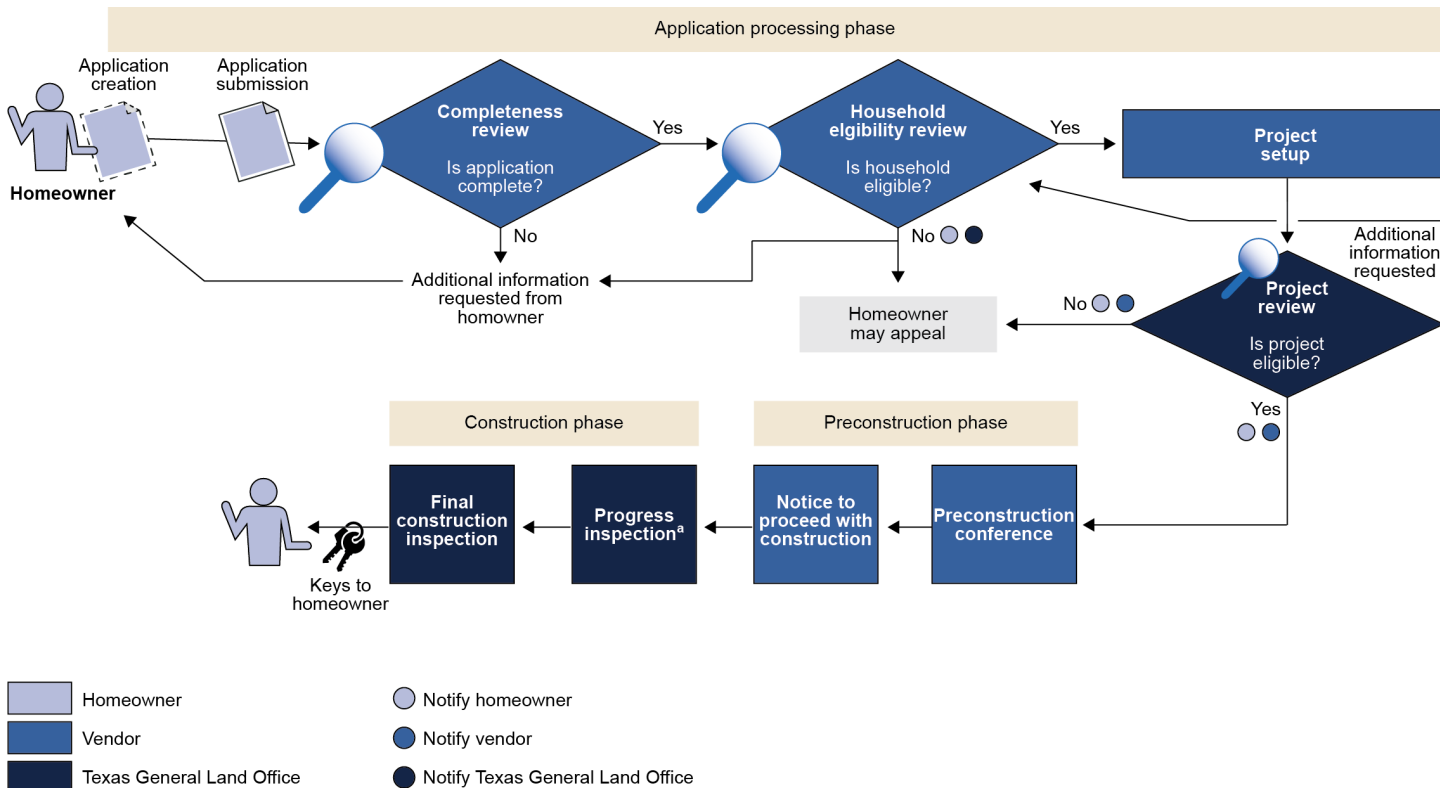 Application processing phase
Application
creation
Application
submission
Homeowner
Completeness
review
Is application
complete?
Yes
No
Household
elgibility review
Is household
eligible?
Yes
No
Project
setup
Additional
information
requested
Additional information
requested from
homowner
Homeowner
may appeal
No
Project
review
Is project
eligible?
Yes
Construction phase
Preconstruction phase
Final
construction
inspection
Progress
inspectionª
Notice to
proceed with
construction
Preconstruction
conference
Keys to
homeowner
Homeowner
Vendor
Texas General Land Office
Notify homeowner
Notify vendor
Notify Texas General Land Office